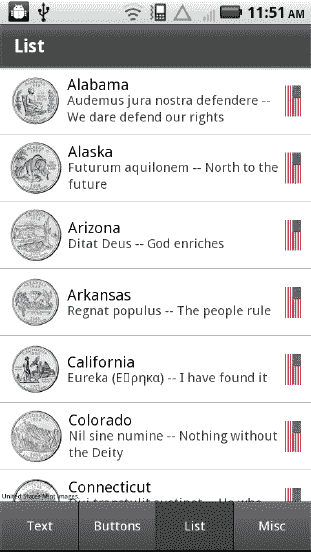 11:51 AM
List
Alabama
Audemus jura nostra defendere --
We dare defend our rights
Alaska
Futurum aquilonem -- North to the
future
Arizona
Ditat Deus -- God enriches
Arkansas
Regnat populus -- The people rule
California
Eureka (Ε▯ρηκα) -- I have found it
Colorado
Nil sine numine -- Nothing without
the Deity
Connecticut
United States Mint images
Text
Buttons
List
Misc